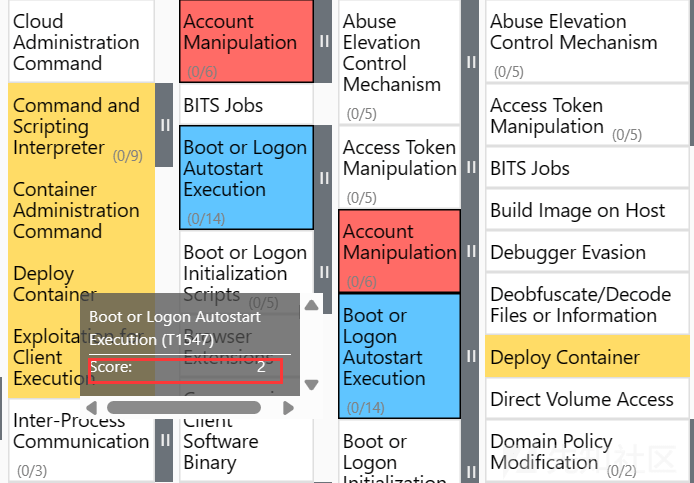 Cloud
Administration
Command
Command and
Scripting
Interpreter (0/9)
Container
Administration
Command
Deploy
Container
Exploitation for
Client
Execution
Inter-Process
Communication
(0/3)
Account
Manipulation
(0/6)
BITS Jobs
Boot or Logon
Autostart
Execution
(0/14)
Boot or Logon
Initialization
Scripts (0/5)
Browser
Extensions
Client
Software
Binary
Boot or Logon Autostart
Execution (T1547)
Score: 2
Abuse
Elevation
Control
Mechanism
(0/5)
Access Token
Manipulation
(0/5)
Account
Manipulation
(0/6)
Boot or
Logon
Autostart
Execution
(0/14)
Boot or
Logon
Initialization
Abuse Elevation
Control Mechanism
(0/5)
Access Token
Manipulation (0/5)
BITS Jobs
Build Image on Host
Debugger Evasion
Deobfuscate/Decode
Files or Information
Deploy Container
Direct Volume Access
Domain Policy
Modification (0/2)